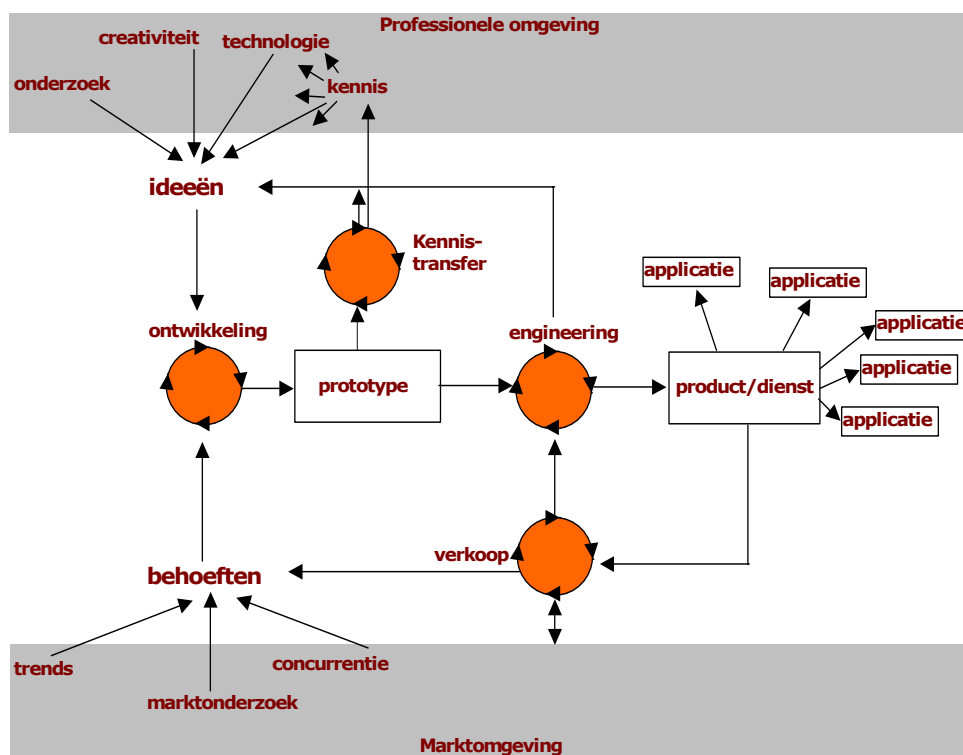 Professionele omgeving
creativiteit
technologie
onderzoek
kennis
ideeën
Kennis-
transfer
applicatie
applicatie
applicatie
applicatie
applicatie
ontwikkeling
engineering
prototype
product/dienst
verkoop
behoeften
trends
concurrentie
marktonderzoek
Marktomgeving